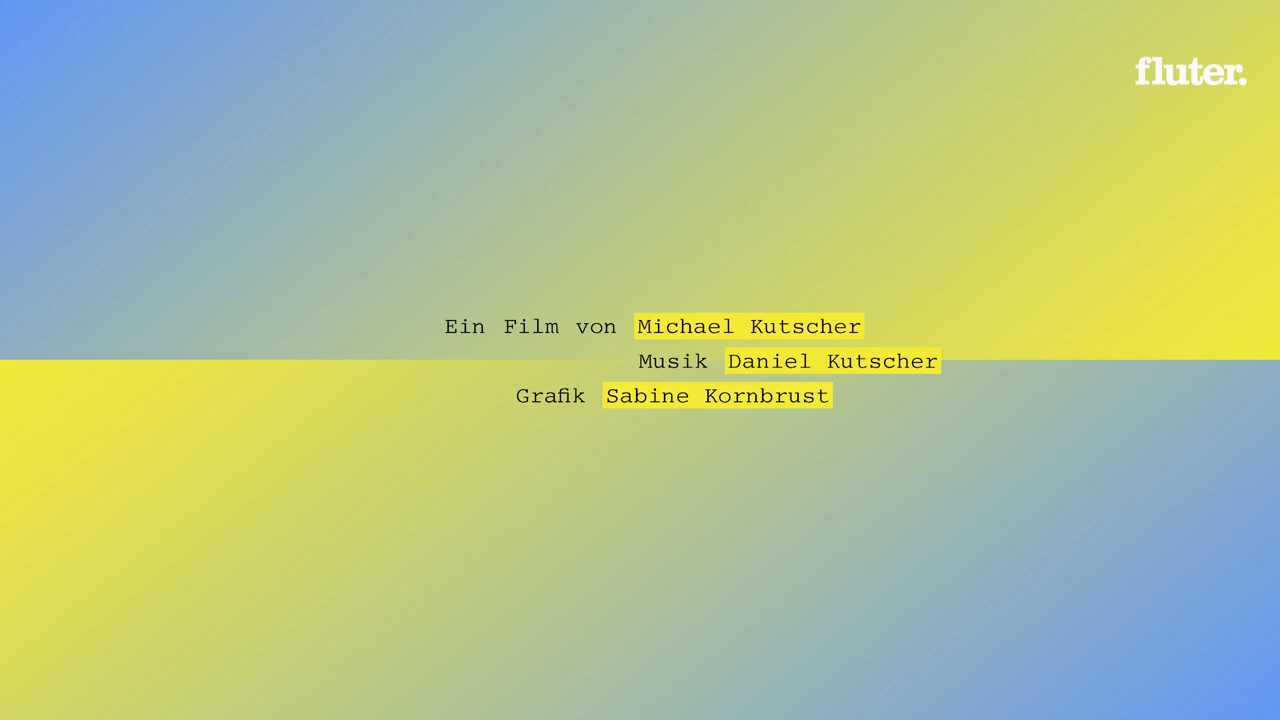 fluter.
Ein Film von Michael Kutscher
Musik Daniel Kutscher
Grafik Sabine Kornbrust